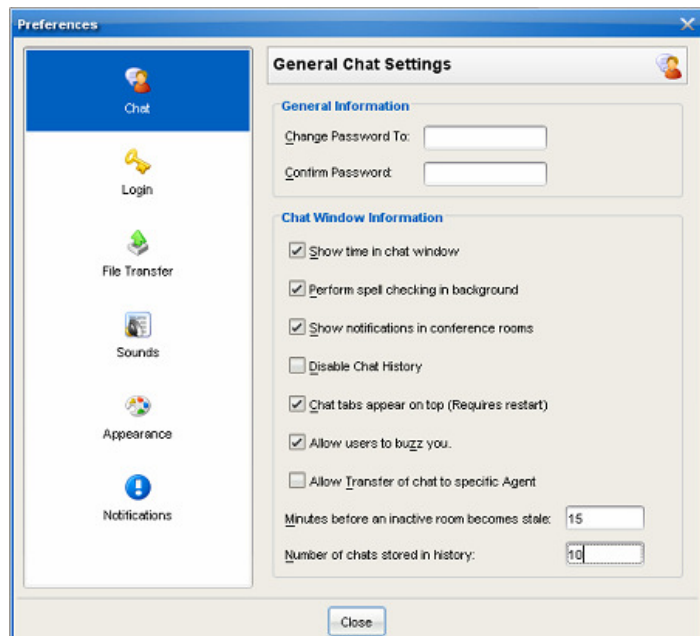 Preferences
Chat
Login
File Transfer
Sounds
Appearance
Notifications
General Chat Settings
General Information
Change Password To:
Confirm Password:
Chat Window Information
Show time in chat window
Perform spell checking in background
Show notifications in conference rooms
Disable Chat History
Chat tabs appear on top (Requires restart)
Allow users to buzz you.
Allow Transfer of chat to specific Agent
Minutes before an inactive room becomes stale: 15
Number of chats stored in history: 10
Close